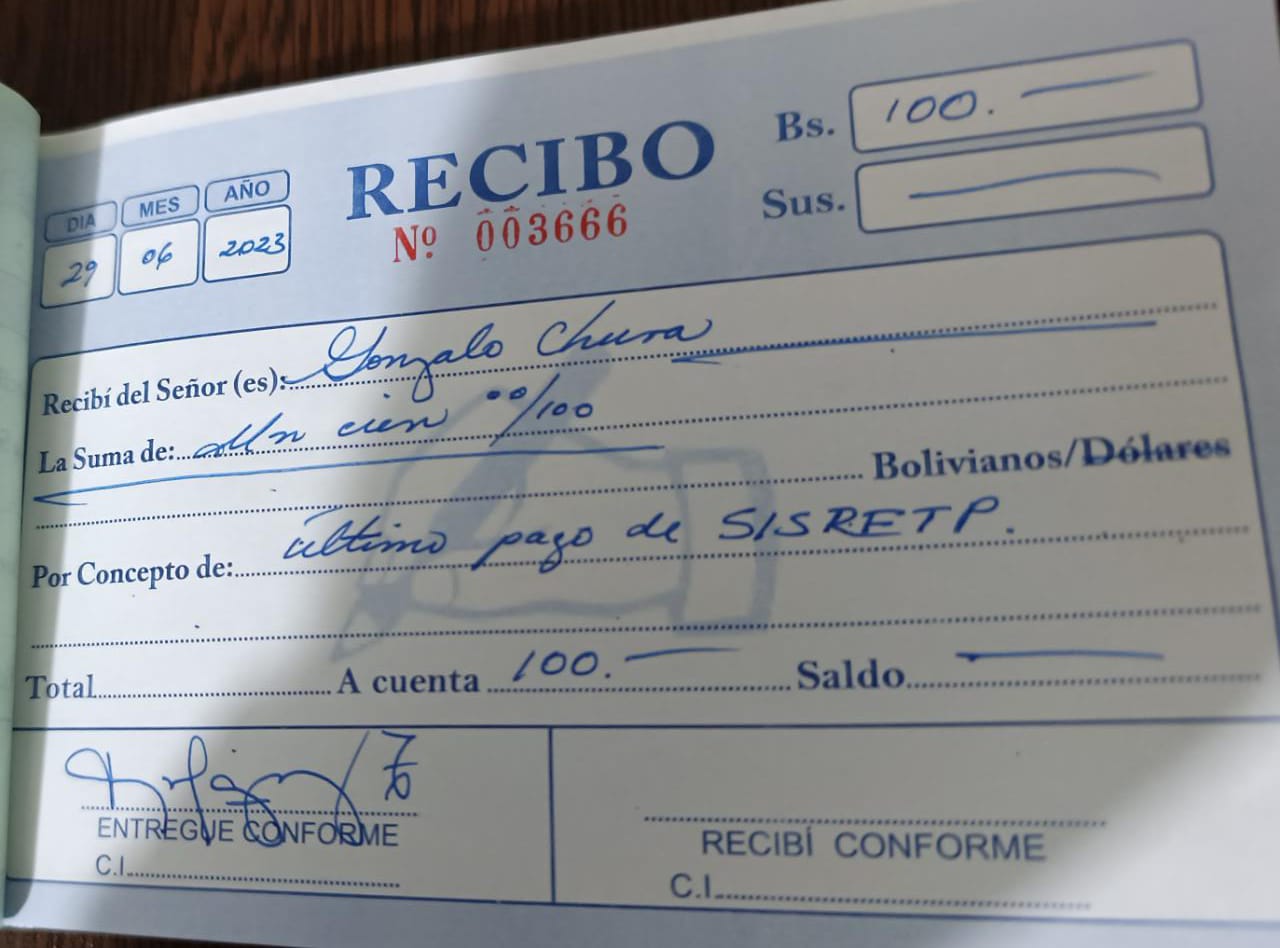 RECIBO
Nº 003666
Bs. 100.
Sus.
DIA MES AÑO
29 06 2023
Recibí del Señor (es): Gonzalo Chura
La Suma de: Un cien 00/100
Bolivianos/Dólares
Por Concepto de: último pago de SISRETP.
Total A cuenta 100. Saldo
ENTREGUE CONFORME
C.I.
RECIBÍ CONFORME
C.I.